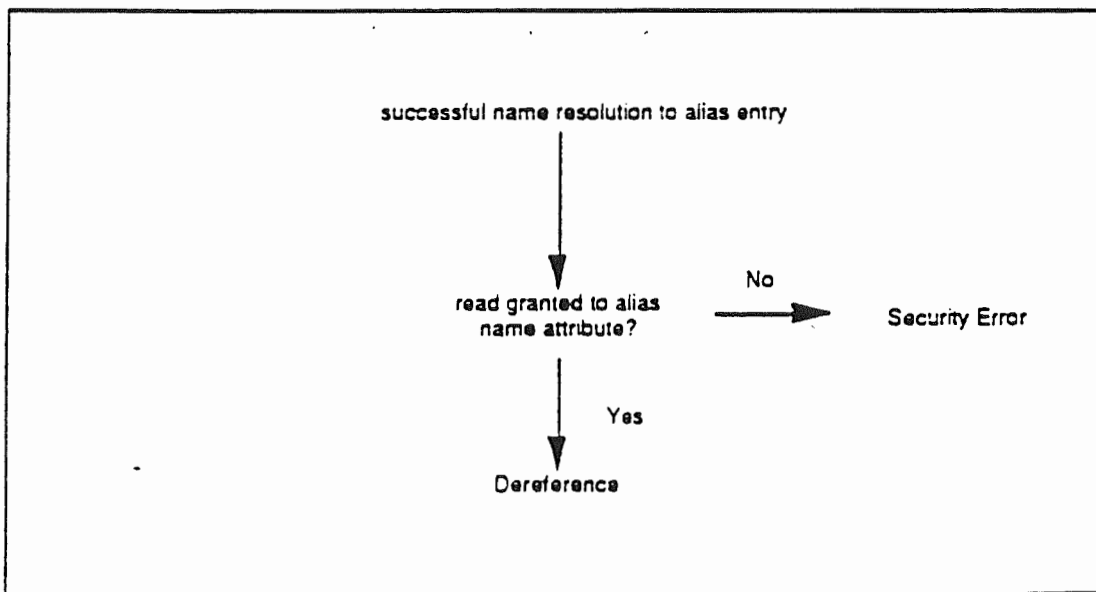 successful name resolution to alias entry
No
read granted to alias
name attribute?
Security Error
Yes
Dereference